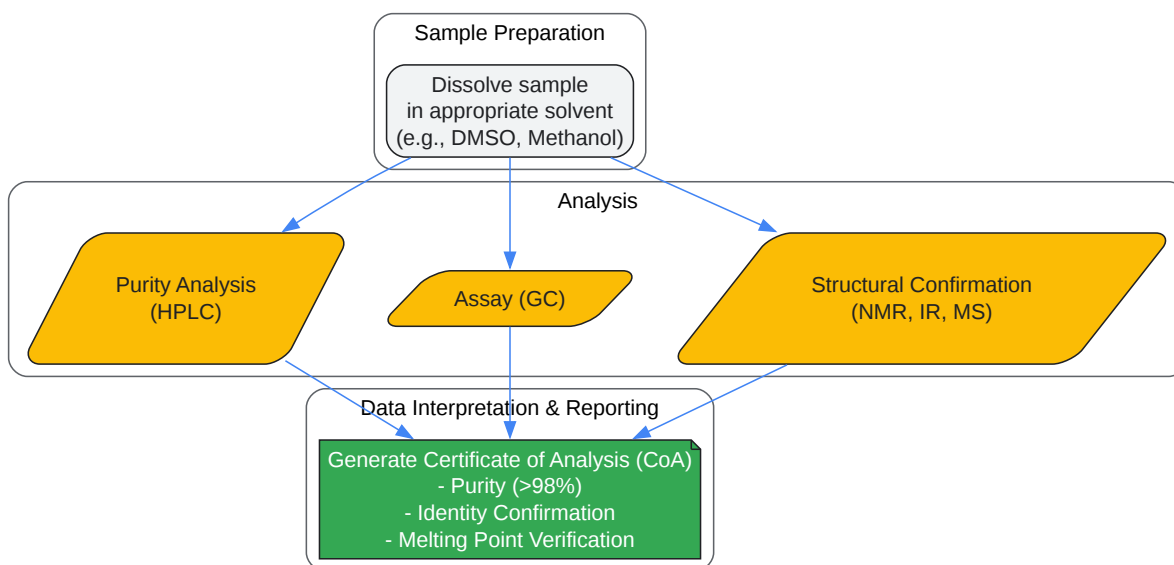 Sample Preparation
Dissolve sample
in appropriate solvent
(e.g., DMSO, Methanol)
Analysis
Purity Analysis
(HPLC)
Assay (GC)
Structural Confirmation
(NMR, IR, MS)
Data Interpretation & Reporting
Generate Certificate of Analysis (CoA)
- Purity (>98%)
- Identity Confirmation
- Melting Point Verification